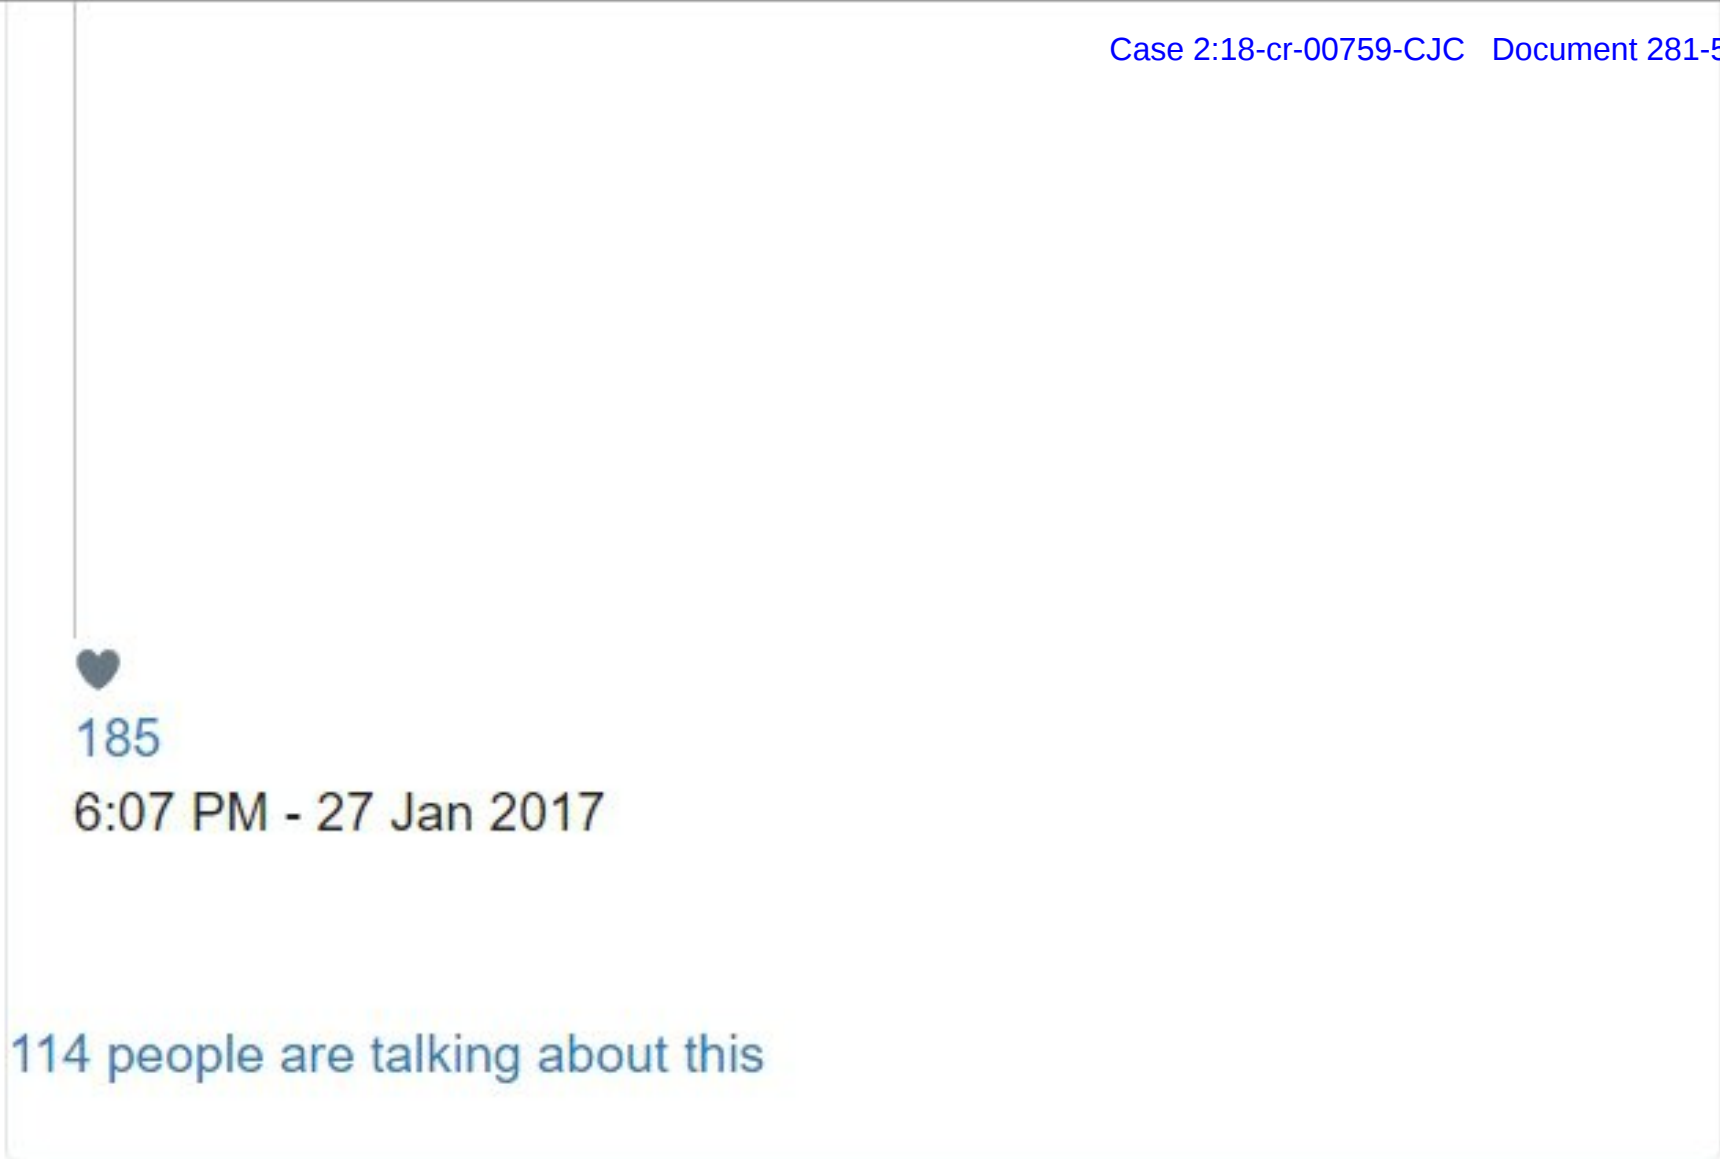 Case 2:18-cr-00759-CJC Document 281-5
185
6:07 PM - 27 Jan 2017
114 people are talking about this